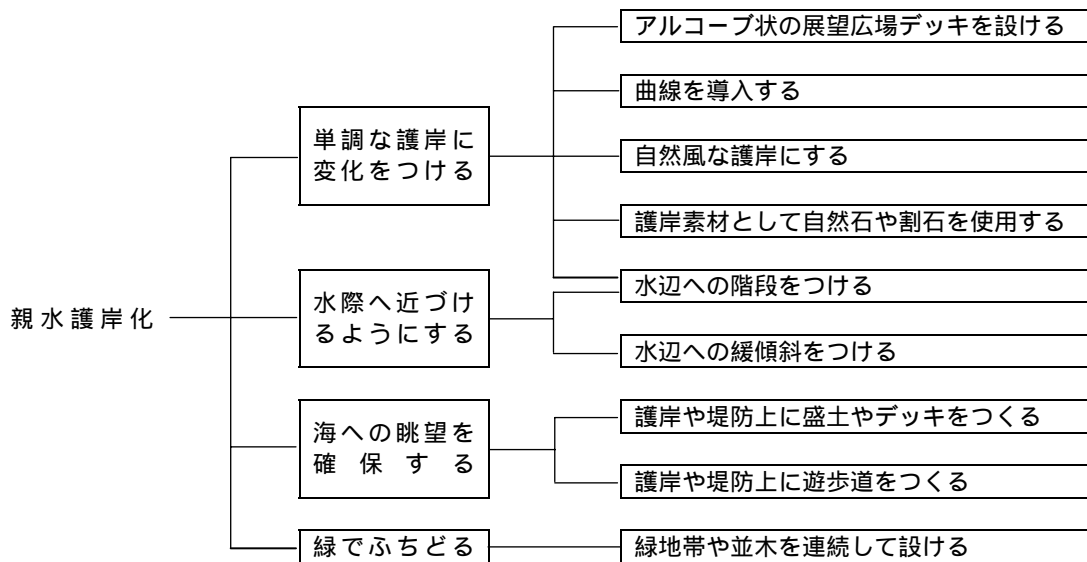 親水護岸化
単調な護岸に
変化をつける
アルコーブ状の展望広場デッキを設ける
曲線を導入する
自然風な護岸にする
護岸素材として自然石や割石を使用する
水際へ近づけ
るようにする
水辺への階段をつける
水辺への緩傾斜をつける
海への眺望を
確保する
護岸や堤防上に盛土やデッキをつくる
護岸や堤防上に遊歩道をつくる
緑でふちどる
緑地帯や並木を連続して設ける